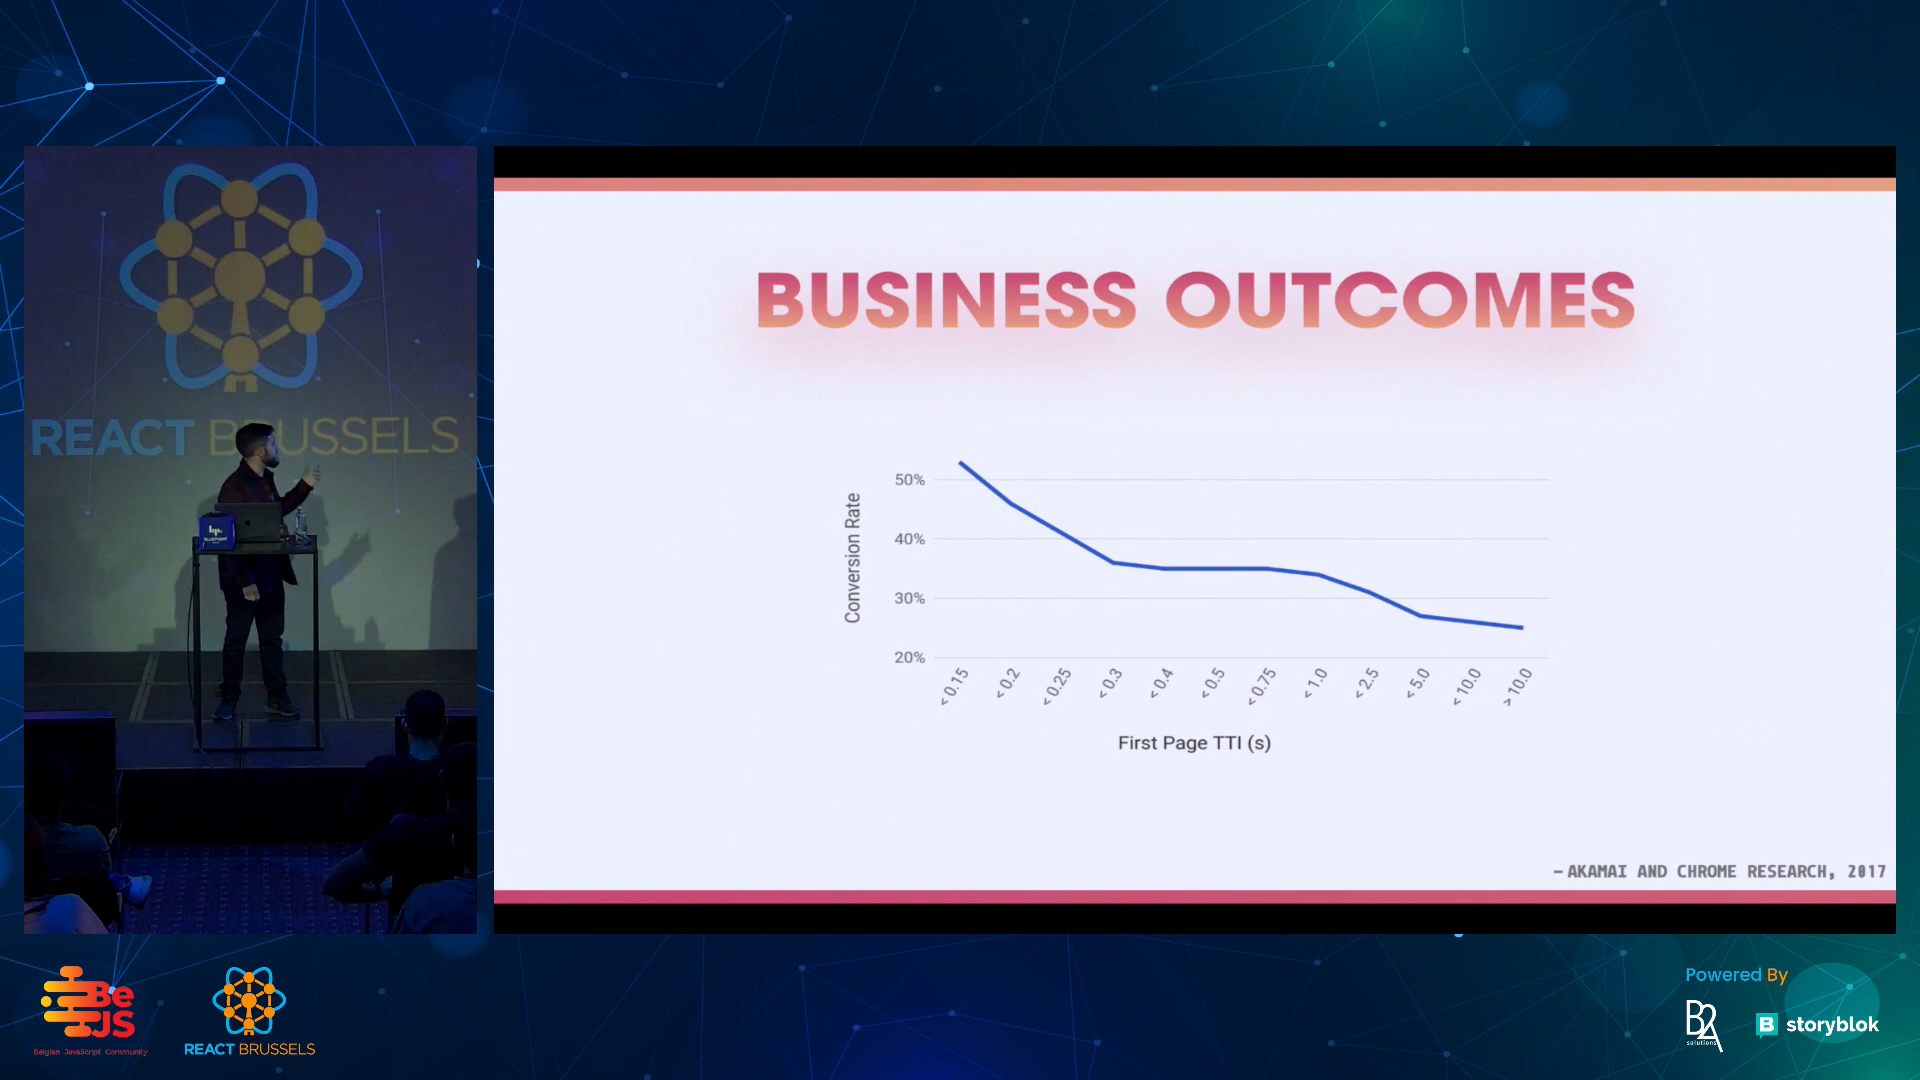 REACT BRUSSELS
BUSINESS OUTCOMES
Conversion Rate
50%
40%
30%
20%
< 0.15
< 0.2
< 0.25
< 0.3
< 0.4
< 0.5
< 0.75
< 1.0
< 2.5
< 5.0
< 10.0
> 10.0
First Page TTI (s)
– AKAMAI AND CHROME RESEARCH, 2017
Be
JS
Belgian JavaScript Community
REACT BRUSSELS
Powered By
B2A
solutions
B storyblok